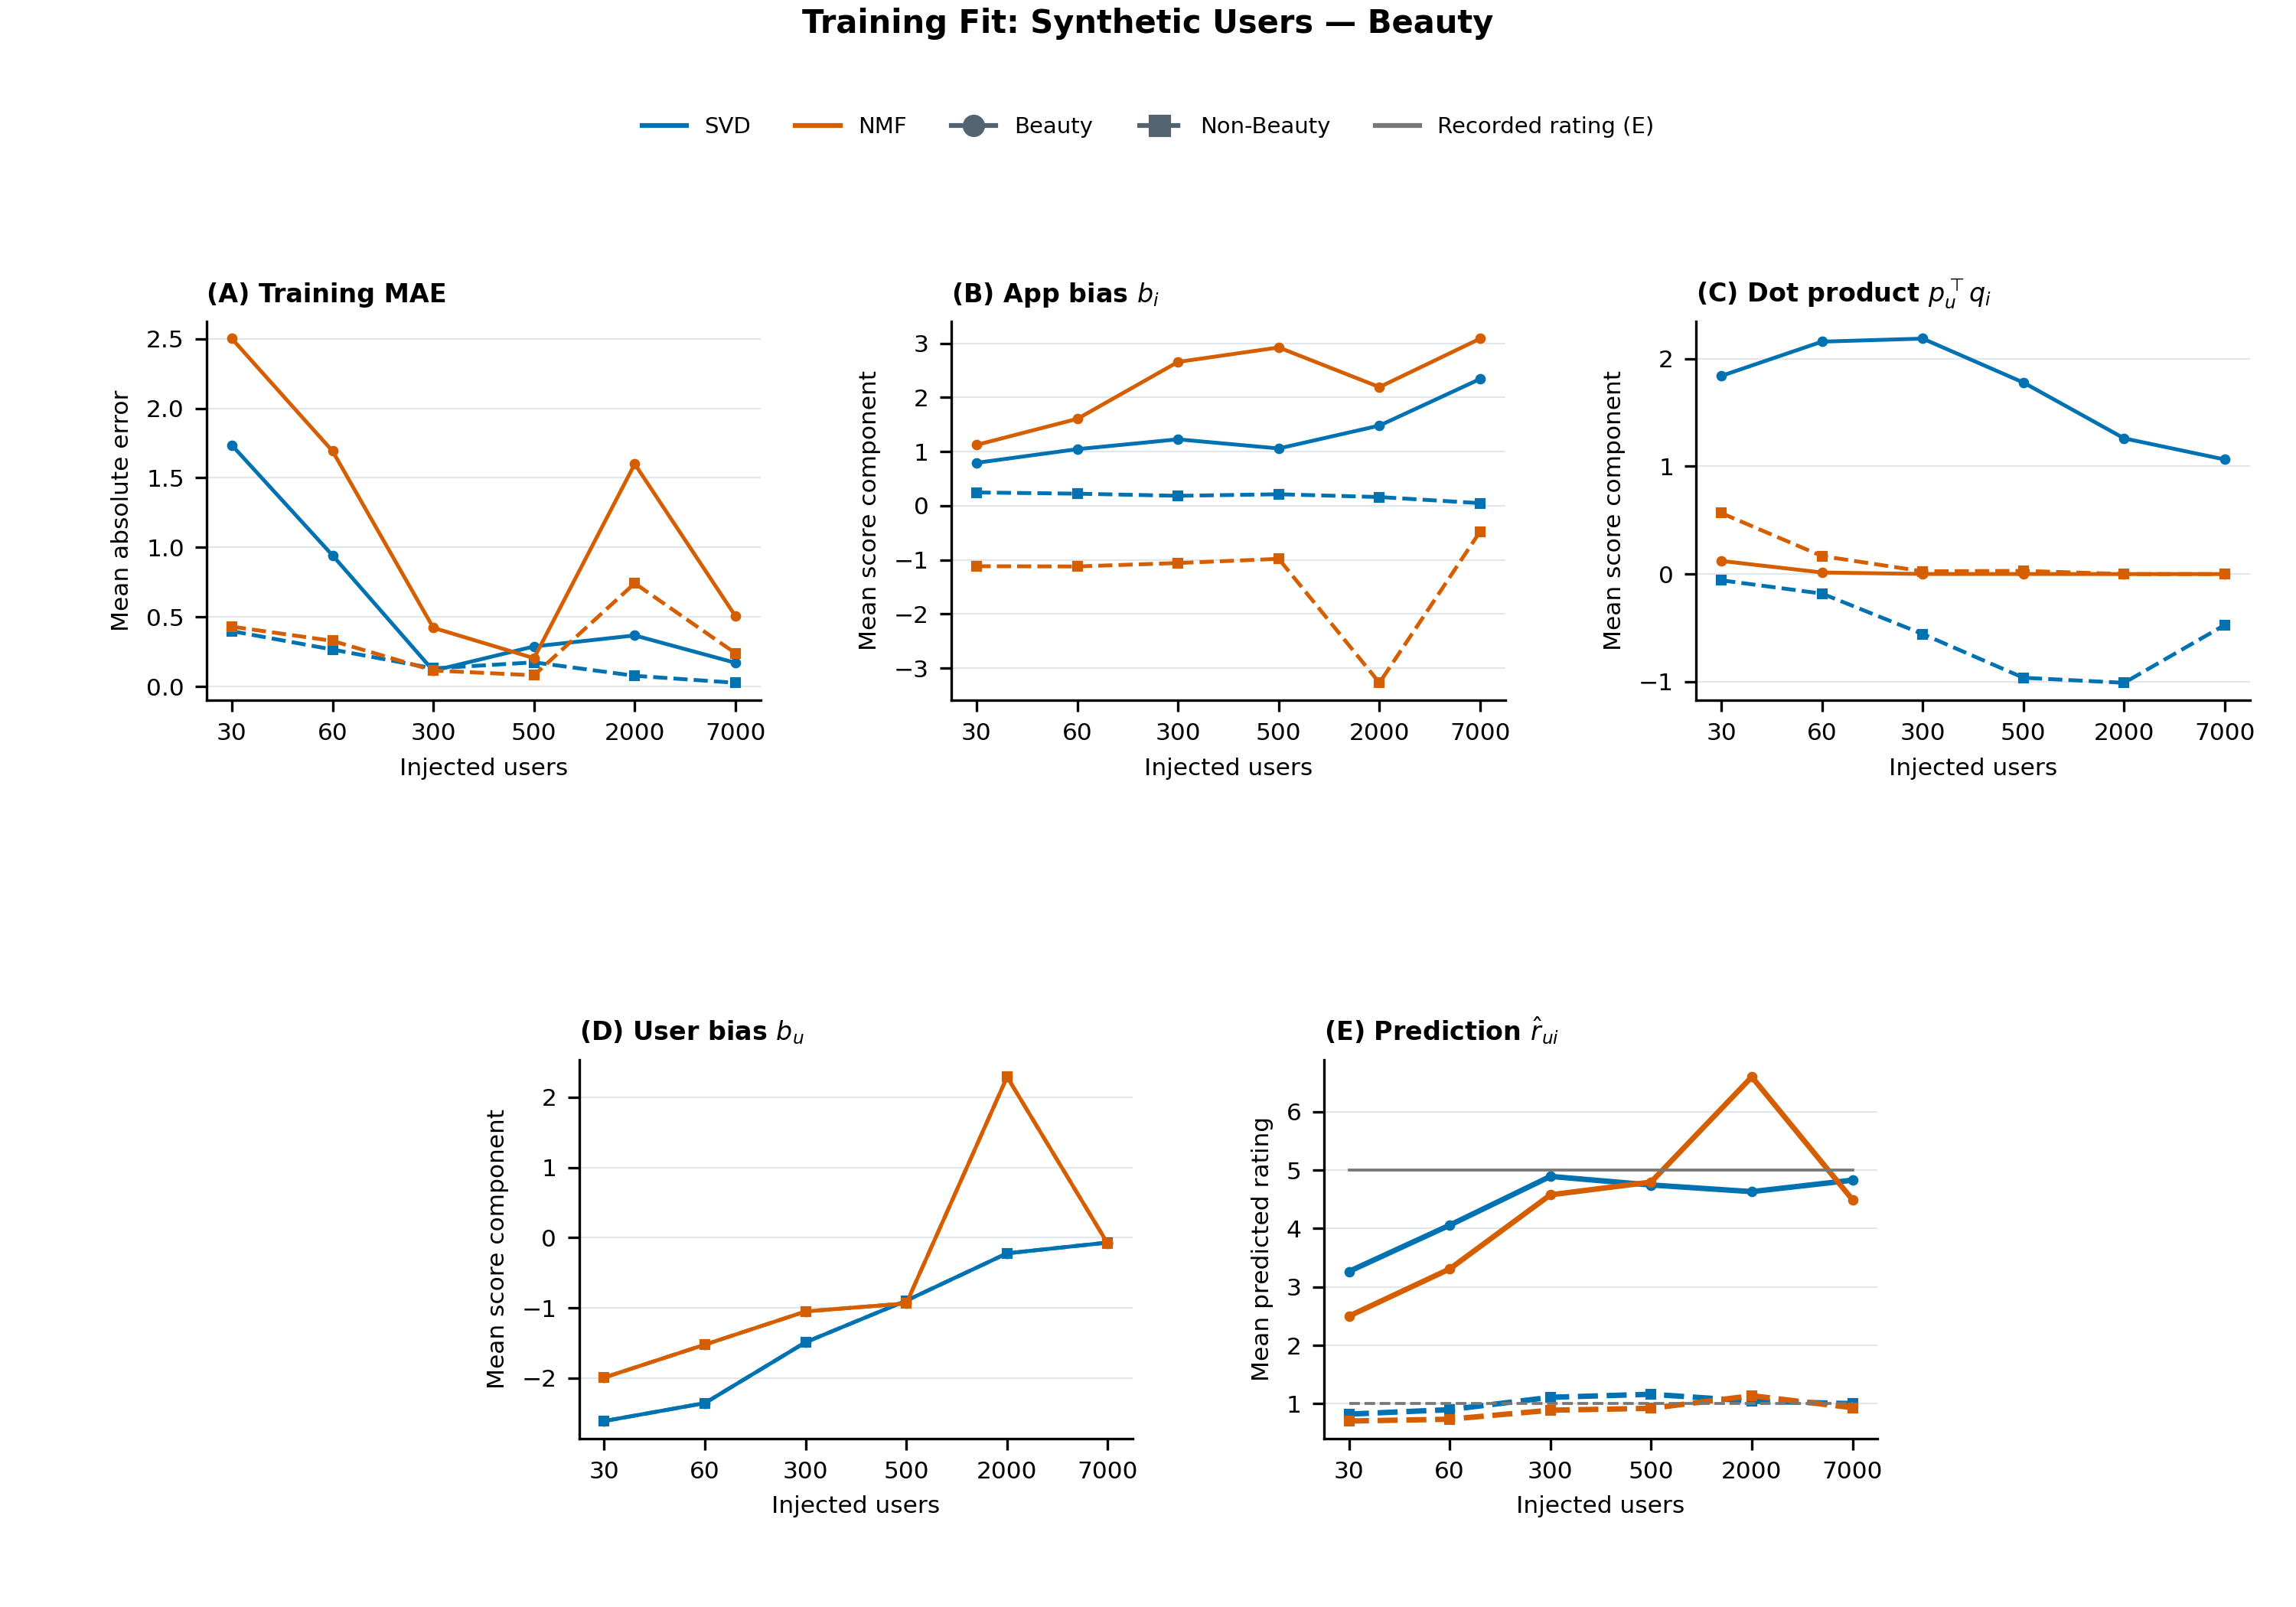 Training Fit: Synthetic Users — Beauty
SVD NMF Beauty Non-Beauty Recorded rating (E)
(A) Training MAE
Mean absolute error
2.5
2.0
1.5
1.0
0.5
0.0
30 60 300 500 2000 7000
Injected users
(B) App bias b_i
Mean score component
3
2
1
0
−1
−2
−3
30 60 300 500 2000 7000
Injected users
(C) Dot product p_u^⊤ q_i
Mean score component
2
1
0
−1
30 60 300 500 2000 7000
Injected users
(D) User bias b_u
Mean score component
2
1
0
−1
−2
30 60 300 500 2000 7000
Injected users
(E) Prediction r̂_ui
Mean predicted rating
6
5
4
3
2
1
30 60 300 500 2000 7000
Injected users